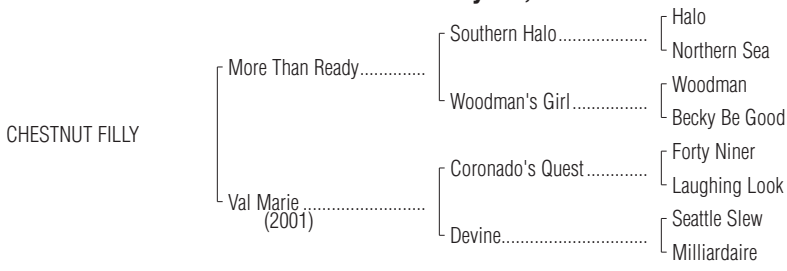 Halo
Southern Halo..................
Northern Sea
More Than Ready..............
Woodman
Woodman's Girl................
Becky Be Good
CHESTNUT FILLY
Forty Niner
Coronado's Quest.............
Laughing Look
Val Marie ..........................
(2001)
Seattle Slew
Devine...............................
Milliardaire